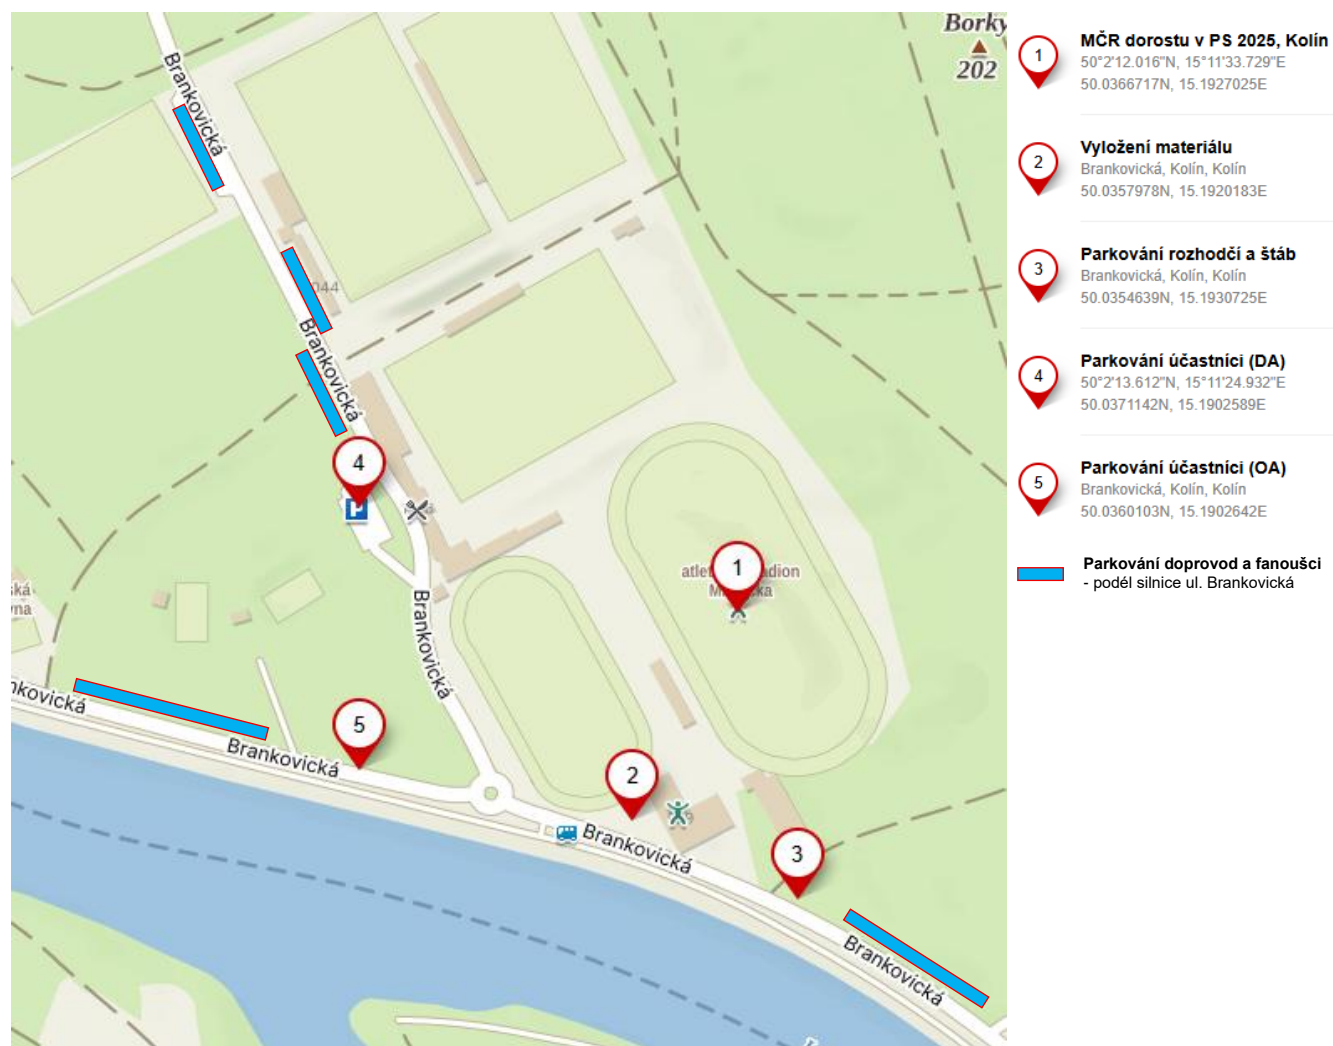 Borky
202
Brankovická
044
Brankovická
4
P
atle
dion
1
ská
Brankovická
nkovická
5
Brankovická
2
Brankovická
3
Brankovická
1
MČR dorostu v PS 2025, Kolín
50°2'12.016"N, 15°11'33.729"E
50.0366717N, 15.1927025E
2
Vyložení materiálu
Brankovická, Kolín, Kolín
50.0357978N, 15.1920183E
3
Parkování rozhodčí a štáb
Brankovická, Kolín, Kolín
50.0354639N, 15.1930725E
4
Parkování účastníci (DA)
50°2'13.612"N, 15°11'24.932"E
50.0371142N, 15.1902589E
5
Parkování účastníci (OA)
Brankovická, Kolín, Kolín
50.0360103N, 15.1902642E
Parkování doprovod a fanoušci
- podél silnice ul. Brankovická